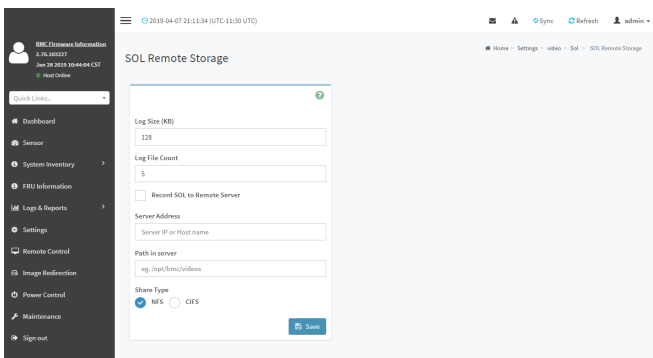 2019-04-07 21:11:34 (UTC-11:30 UTC)
Sync
Refresh
admin
BMC Firmware Information
2.76.102227
Jan 28 2019 10:44:04 CST
Host Online
Quick Links..
Dashboard
Sensor
System Inventory
FRU Information
Logs & Reports
Settings
Remote Control
Image Redirection
Power Control
Maintenance
Sign out
SOL Remote Storage
Home > Settings > video > Sol > SOL Remote Storage
Log Size (KB)
128
Log File Count
5
Record SOL to Remote Server
Server Address
Server IP or Host name
Path in server
eg. /opt/bmc/videos
Share Type
NFS CIFS
Save